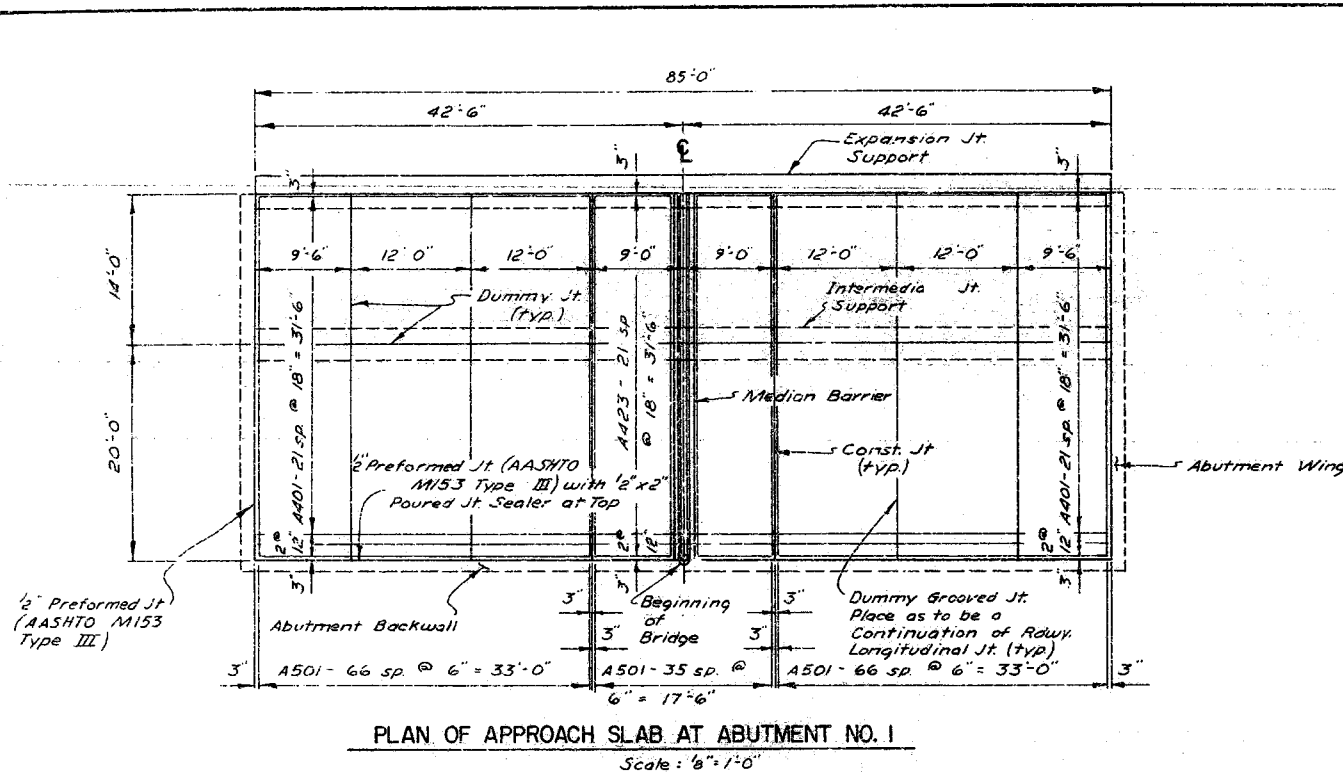 85'-0"
42'-6"
42'-6"
℄
Expansion Jt.
Support
3"
3"
3"
14'-0"
9'-6"
12'-0"
12'-0"
9'-0"
9'-0"
12'-0"
12'-0"
9'-6"
Dummy Jt.
(typ.)
Intermedia Jt.
Support
A401-21 sp. @ 18" = 31'-6"
A423-21 sp
@ 18" = 31'-6"
A401-21 sp. @ 18" = 31'-6"
20'-0"
Median Barrier
Const. Jt
(typ.)
Abutment Wing
1/2" Preformed Jt (AASHTO
M153 Type III) with 1/2" x 2"
Poured Jt. Sealer at Top
2@
12"
2@
12"
2@
12"
3"
3"
3"
1/2" Preformed Jt
(AASHTO M153
Type III)
Abutment Backwall
Beginning
of
Bridge
Dummy Grooved Jt.
Place as to be a
Continuation of Rdwy.
Longitudinal Jt. (typ)
3"
3"
3"
3"
3"
A501-66 sp. @ 6" = 33'-0"
A501-35 sp. @
6" = 17'-6"
A501-66 sp. @ 6" = 33'-0"
3"
PLAN OF APPROACH SLAB AT ABUTMENT NO. 1
Scale: 1/8"=1'-0"